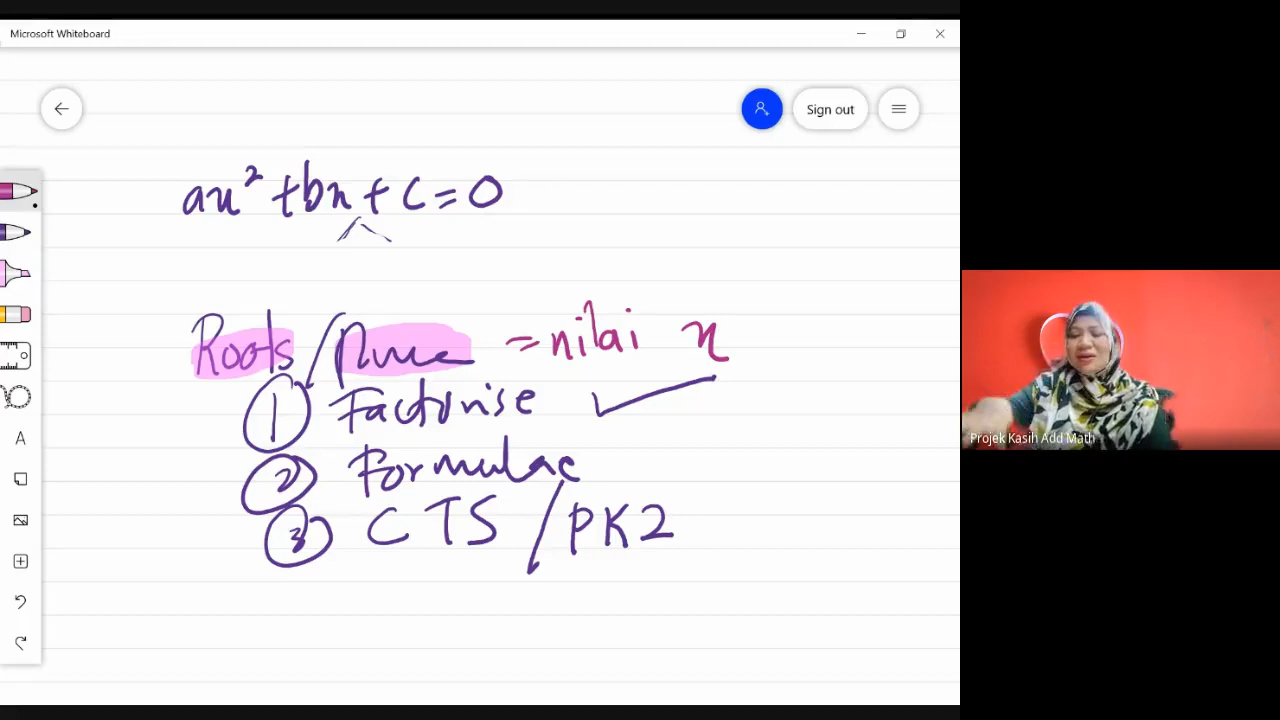 Microsoft Whiteboard
Sign out
ax² + bx + c = 0
Roots / Punca = nilai x
① Factorise ✓
② Formulae
③ CTS / PK2
A
Projek Kasih Add Math